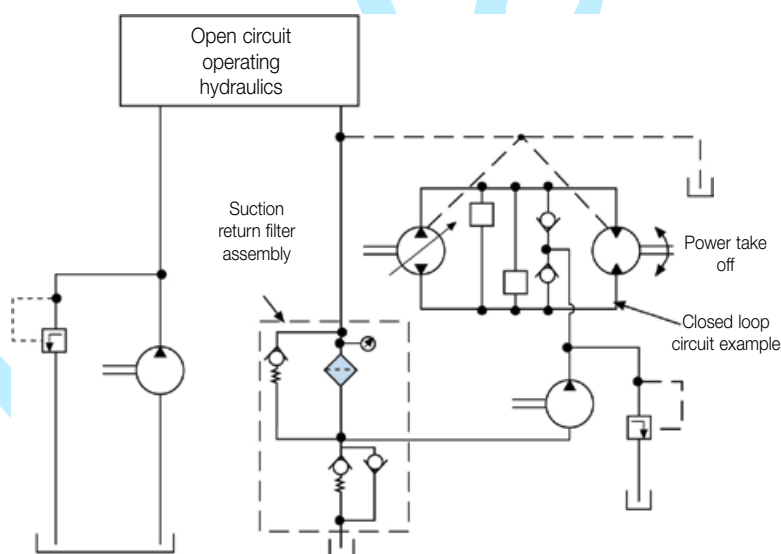 Open circuit
operating
hydraulics
Suction
return filter
assembly
Power take
off
Closed loop
circuit example